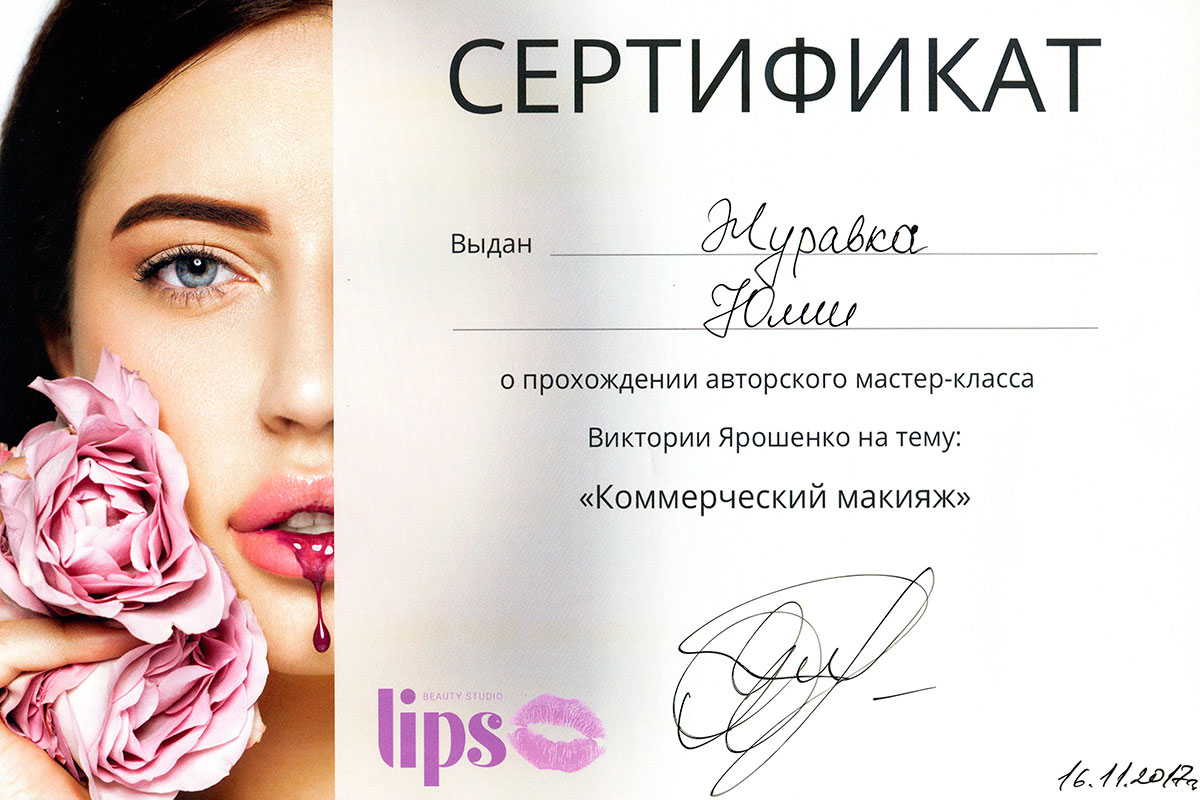 СЕРТИФИКАТ
Выдан Журавка
Юлии
о прохождении авторского мастер-класса
Виктории Ярошенко на тему:
«Коммерческий макияж»
BEAUTY STUDIO
lips
16.11.2017г.